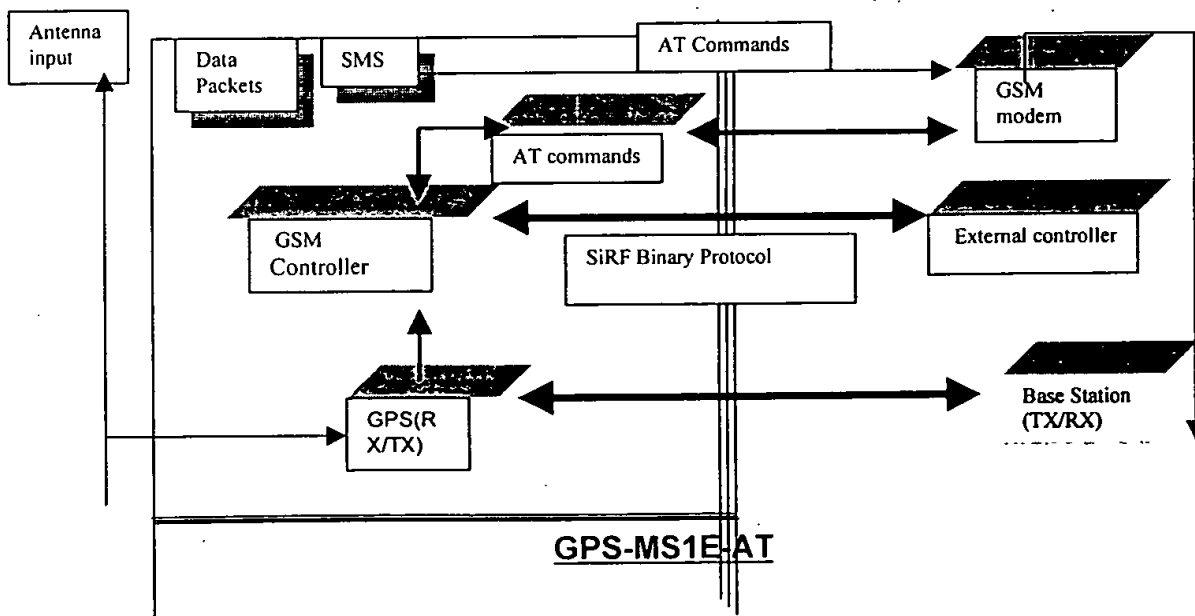 Antenna
input
Data
Packets
SMS
AT Commands
GSM
modem
AT commands
GSM
Controller
SiRF Binary Protocol
External controller
GPS(R
X/TX)
Base Station
(TX/RX)
GPS-MS1E-AT